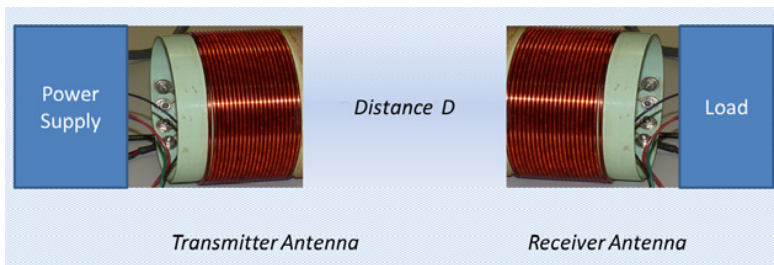 Power
Supply
Distance D
Load
Transmitter Antenna
Receiver Antenna